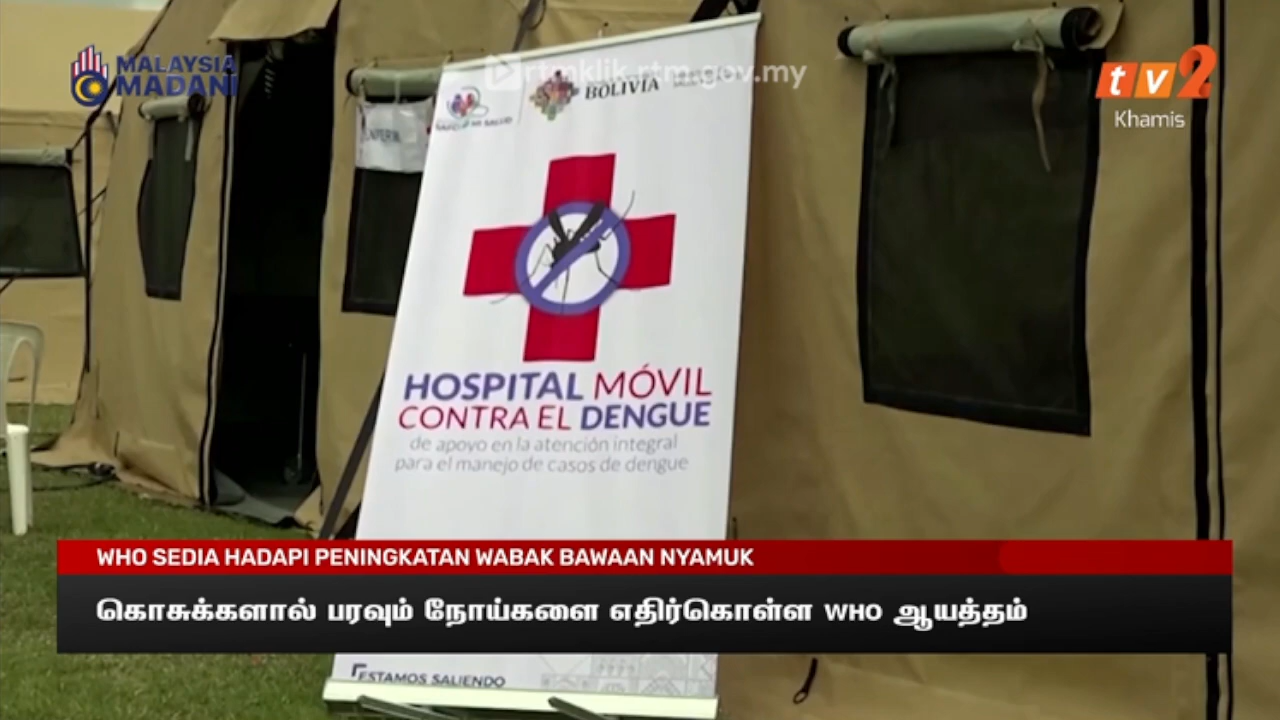 MALAYSIA
MADANI
rtmklik.rtm.gov.my
tv2
Khamis
BOLIVIA
HOSPITAL MÓVIL
CONTRA EL DENGUE
de apoyo en la atención integral
para el manejo de casos de dengue
WHO SEDIA HADAPI PENINGKATAN WABAK BAWAAN NYAMUK
கொசுக்களால் பரவும் நோய்களை எதிர்கொள்ள WHO ஆயத்தம்
ESTAMOS SALIENDO